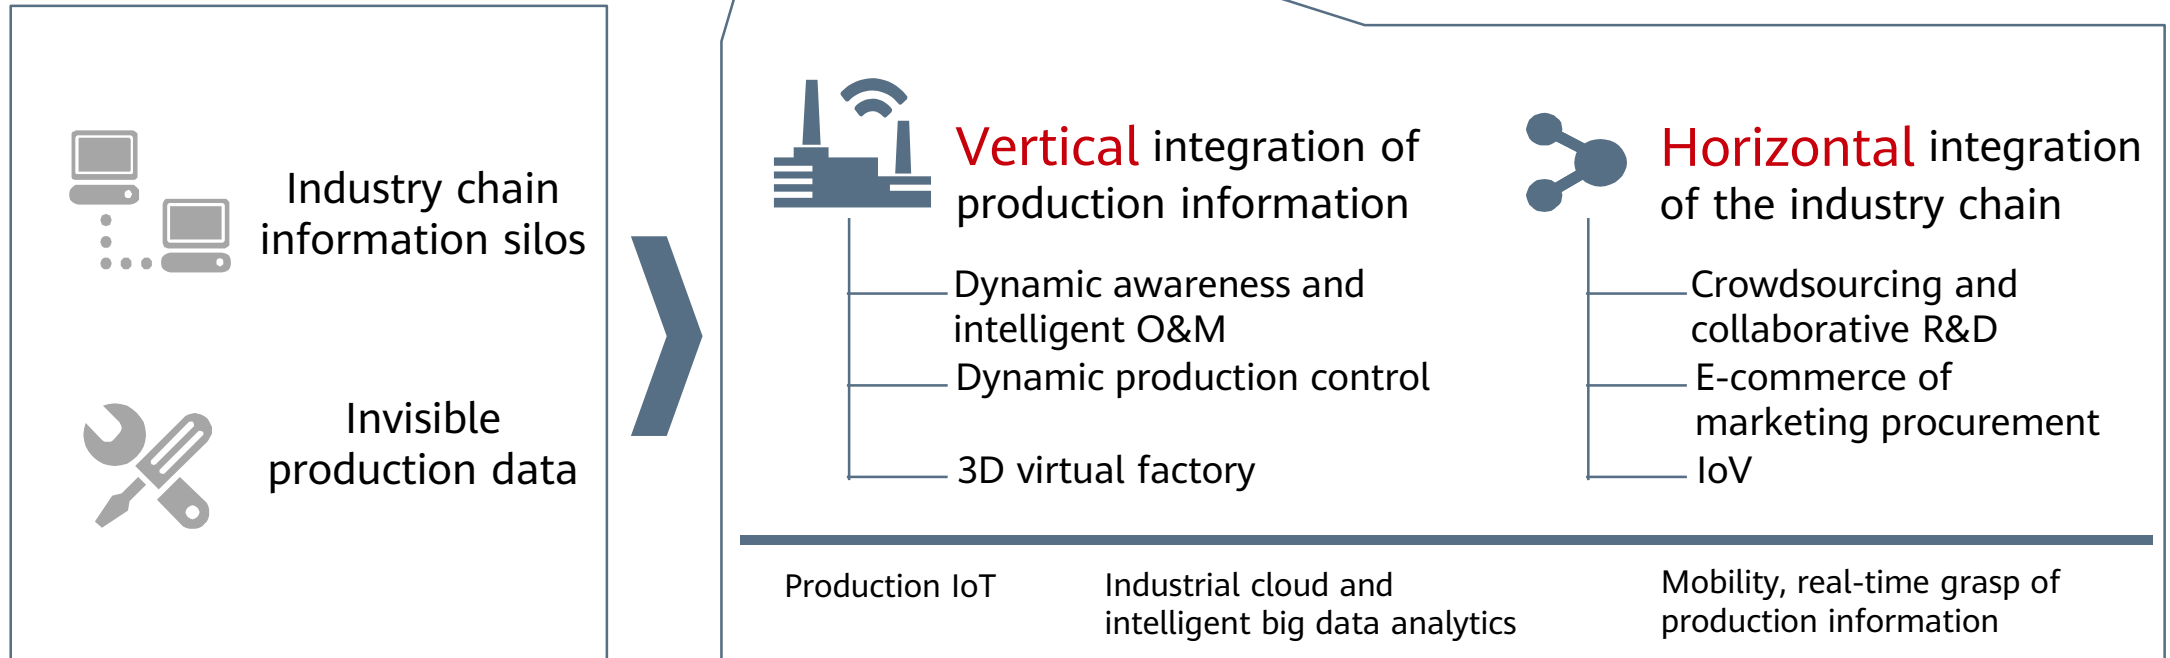 Industry chain
information silos
Invisible
production data
Vertical integration of
production information
Dynamic awareness and
intelligent O&M
Dynamic production control
3D virtual factory
Horizontal integration
of the industry chain
Crowdsourcing and
collaborative R&D
E-commerce of
marketing procurement
IoV
Production IoT
Industrial cloud and
intelligent big data analytics
Mobility, real-time grasp of
production information